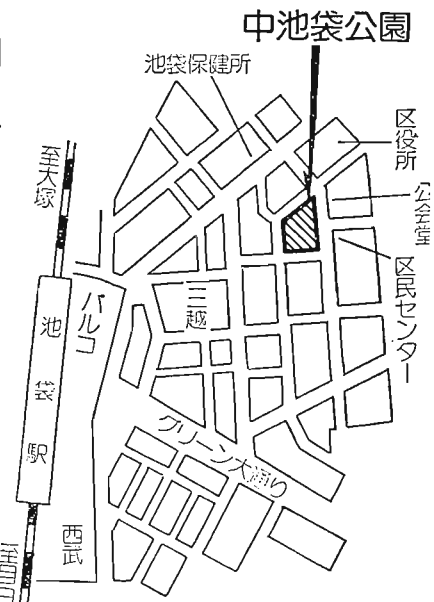 中池袋公園
池袋保健所
区役所
公会堂
区民センター
至大塚
パルコ
三越
池袋駅
グリーン大通り
西武